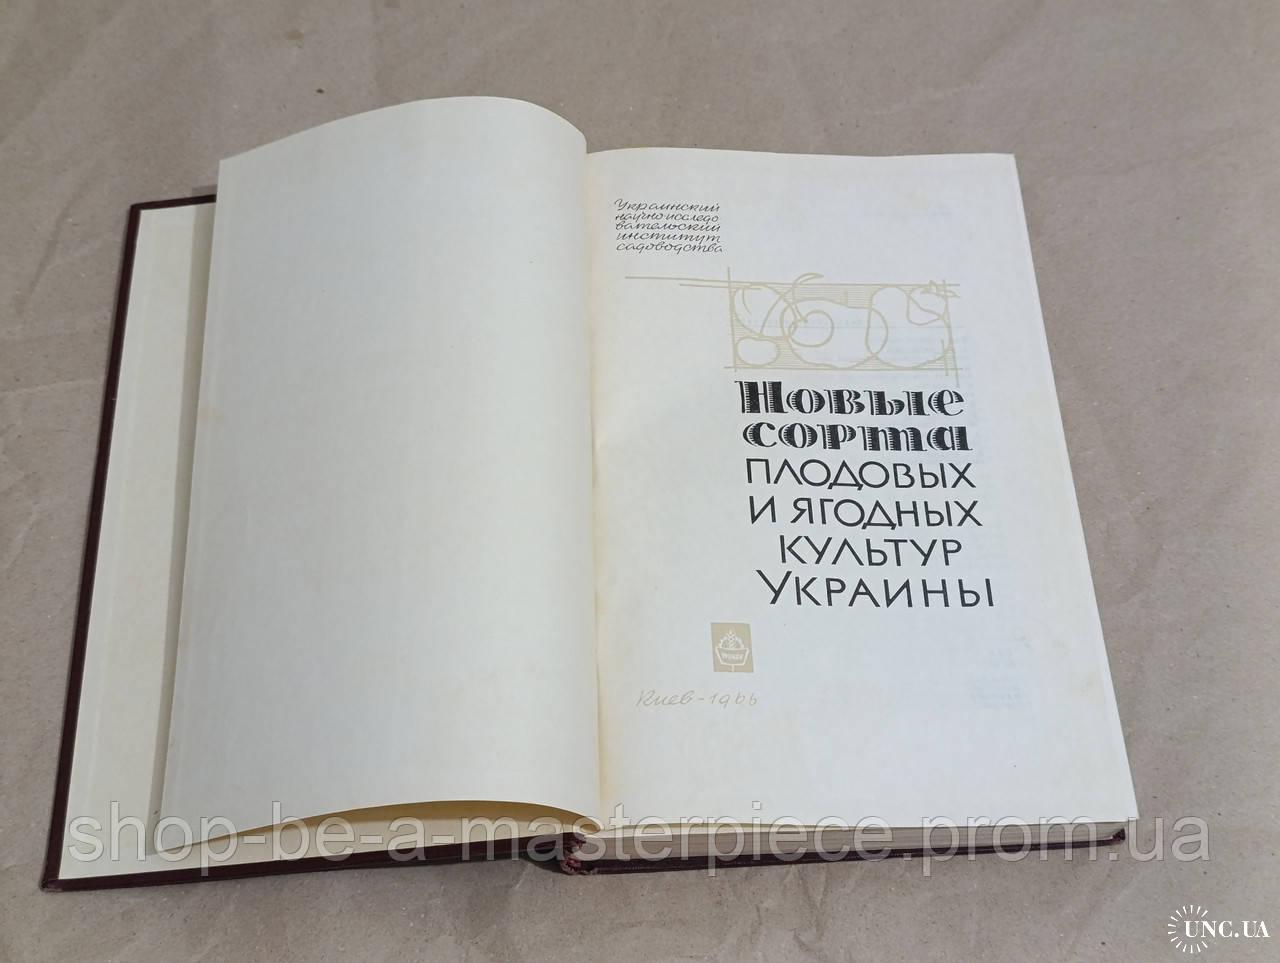 Украинский
научно исследо
вательский
институт
садоводства
Новые
сорта
плодовых
и ягодных
культур
Украины
Киев-1966
shop-be-a-masterpiece.prom.ua
UNC.UA